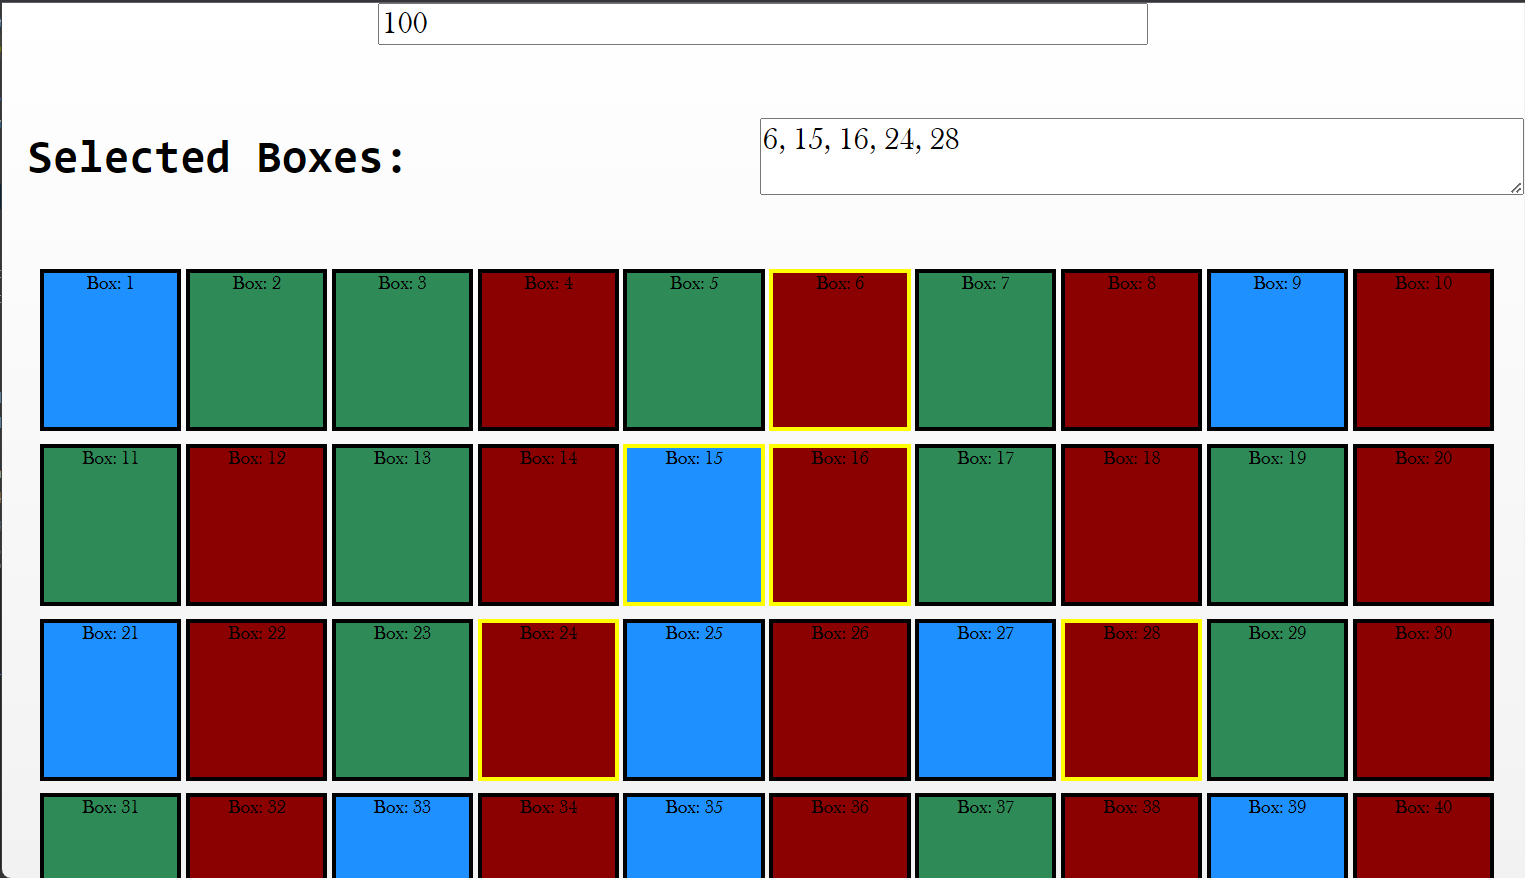 100
Selected Boxes:
6, 15, 16, 24, 28
Box: 1 Box: 2 Box: 3 Box: 4 Box: 5 Box: 6 Box: 7 Box: 8 Box: 9 Box: 10
Box: 11 Box: 12 Box: 13 Box: 14 Box: 15 Box: 16 Box: 17 Box: 18 Box: 19 Box: 20
Box: 21 Box: 22 Box: 23 Box: 24 Box: 25 Box: 26 Box: 27 Box: 28 Box: 29 Box: 30
Box: 31 Box: 32 Box: 33 Box: 34 Box: 35 Box: 36 Box: 37 Box: 38 Box: 39 Box: 40